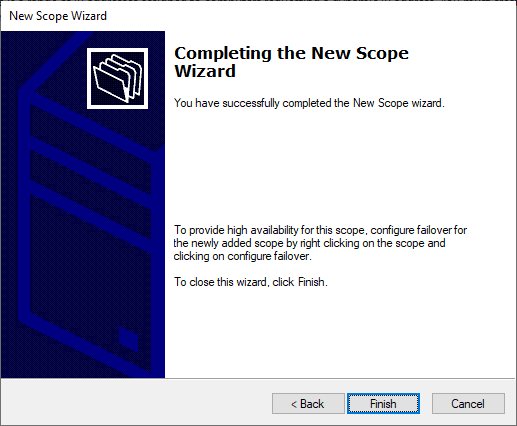 New Scope Wizard
Completing the New Scope
Wizard
You have successfully completed the New Scope wizard.
To provide high availability for this scope, configure failover for
the newly added scope by right clicking on the scope and
clicking on configure failover.
To close this wizard, click Finish.
< Back
Finish
Cancel